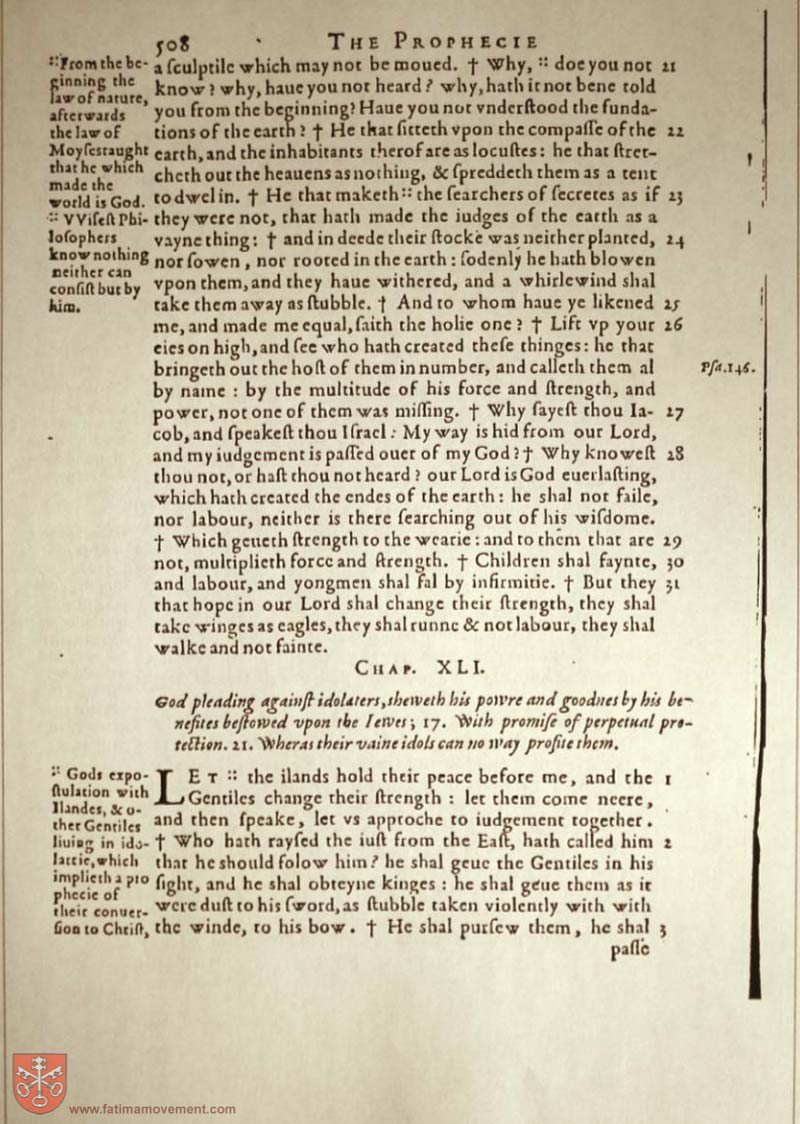 508 THE PROPHECIE
a ſculptile which may not be moued. † Why, ∷ doe you not 21
know? why, haue you not heard? why, hath it not bene told
you from the beginning? Haue you not vnderſtood the funda-
tions of the earth? † He that ſitteth vpon the compaſſe of the 22
earth, and the inhabitants therof are as locuſtes: he that ſtret-
cheth out the heauens as nothing, & ſpreddeth them as a tent
to dwel in. † He that maketh ∷ the ſearchers of ſecretes as if 23
they were not, that hath made the iudges of the earth as a
vayne thing: † and in deede their ſtocke was neither planted, 24
nor ſowen, nor rooted in the earth: ſodenly he hath blowen
vpon them, and they haue withered, and a whirlewind shal
take them away as ſtubble. † And to whom haue ye likened 25
me, and made me equal, ſaith the holie one? † Lift vp your 26
eies on high, and ſee who hath created theſe thinges: he that
bringeth out the hoſt of them in number, and calleth them al
by name: by the multitude of his force and ſtrength, and
power, not one of them was miſſing. † Why ſayeſt thou Ia- 27
cob, and ſpeakeſt thou Iſrael: My way is hid from our Lord,
and my iudgement is paſſed ouer of my God? † Why knoweſt 28
thou not, or haſt thou not heard? our Lord is God euerlaſting,
which hath created the endes of the earth: he shal not faile,
nor labour, neither is there ſearching out of his wiſdome.
† Which geueth ſtrength to the wearie: and to them that are 29
not, multiplieth force and ſtrength. † Children shal faynte, 30
and labour, and yongmen shal fal by infirmitie. † But they 31
that hope in our Lord shal change their ſtrength, they shal
take winges as eagles, they shal runne & not labour, they shal
walke and not fainte.
∷ From the be-
ginning the
law of nature,
afterwards
the law of
Moyſes taught
that he which
made the
world is God.
∷ VViſeſt Phi-
loſophers
know nothing
neither can
conſiſt but by
him.
Pſa. 146.
CHAP. XLI.
God pleading againſt idolaters, sheweth his powre and goodnes by his be-
nefites beſtowed vpon the Iewes; 17. With promiſe of perpetual pro-
tection. 21. Wheras their vaine idols can no way profite them.
LET ∷ the ilands hold their peace before me, and the 1
Gentiles change their ſtrength: let them come neere,
and then ſpeake, let vs approche to iudgement together.
† Who hath rayſed the iuſt from the Eaſt, hath called him 2
that he should folow him? he shal geue the Gentiles in his
ſight, and he shal obteyne kinges: he shal geue them as it
were duſt to his ſword, as ſtubble taken violently with with
the winde, to his bow. † He shal purſew them, he shal 3
paſſe
∷ Gods expo-
ſtulation with
Ilandes, & o-
ther Gentiles
liuing in ido-
latrie, which
implieth a pro
phecie of
their conuer-
ſion to Chriſt,
www.fatimamovement.com